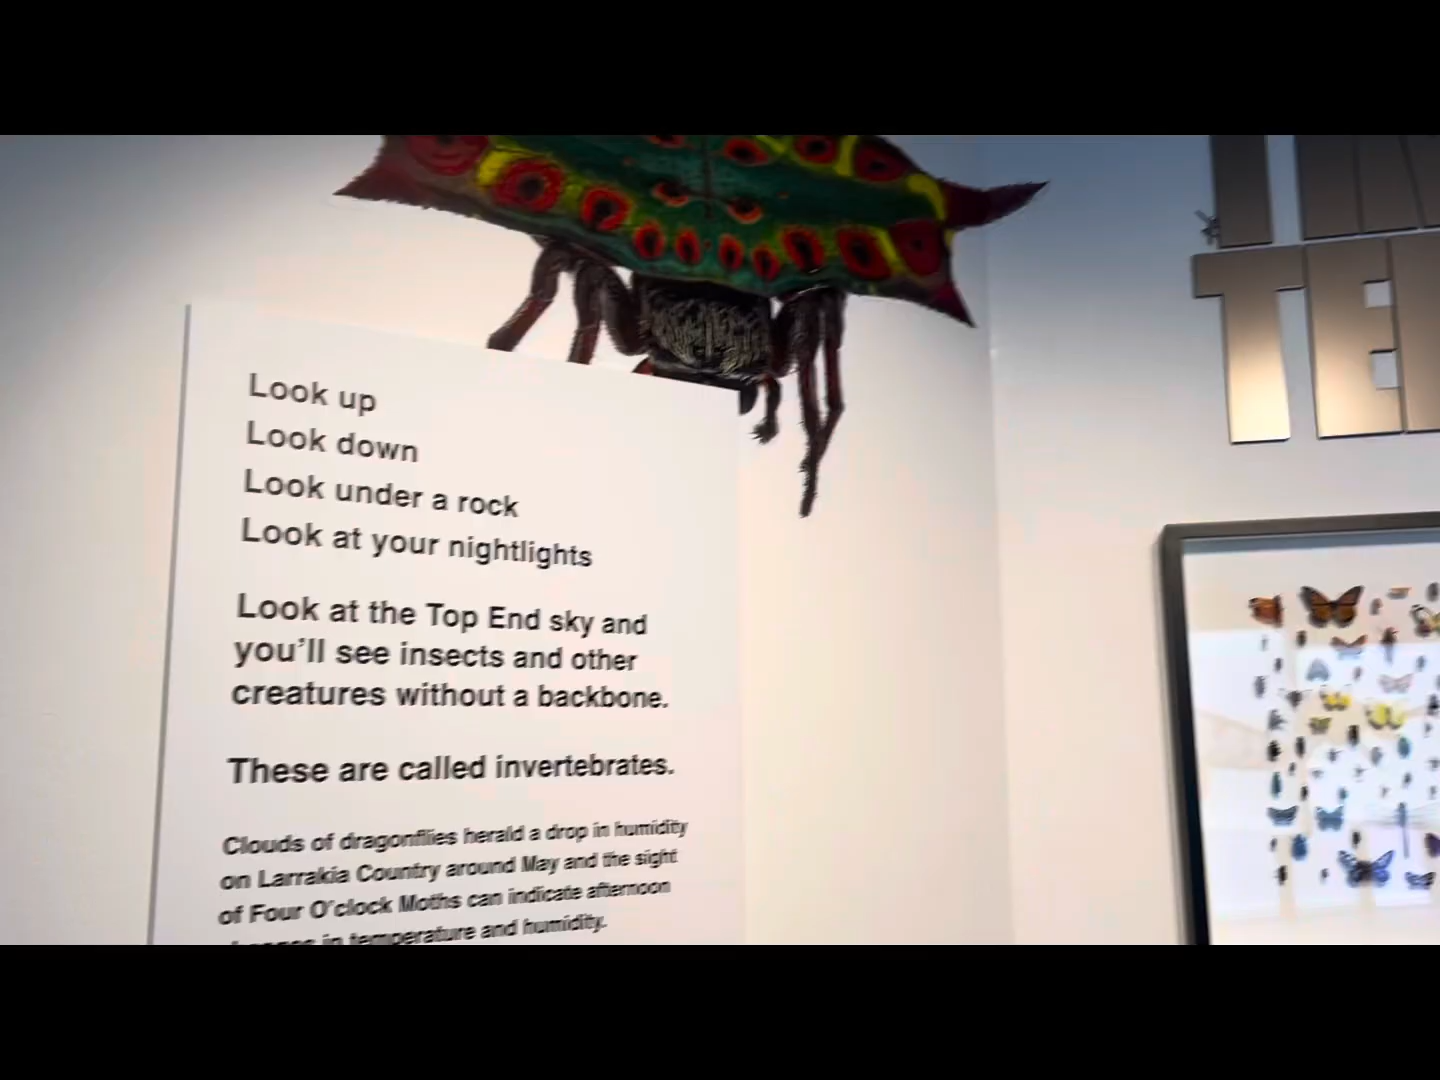 Look up
Look down
Look under a rock
Look at your nightlights
Look at the Top End sky and
you'll see insects and other
creatures without a backbone.
These are called invertebrates.
Clouds of dragonflies herald a drop in humidity
on Larrakia Country around May and the sight
of Four O'clock Moths can indicate afternoon
in temperature and humidity.
TE